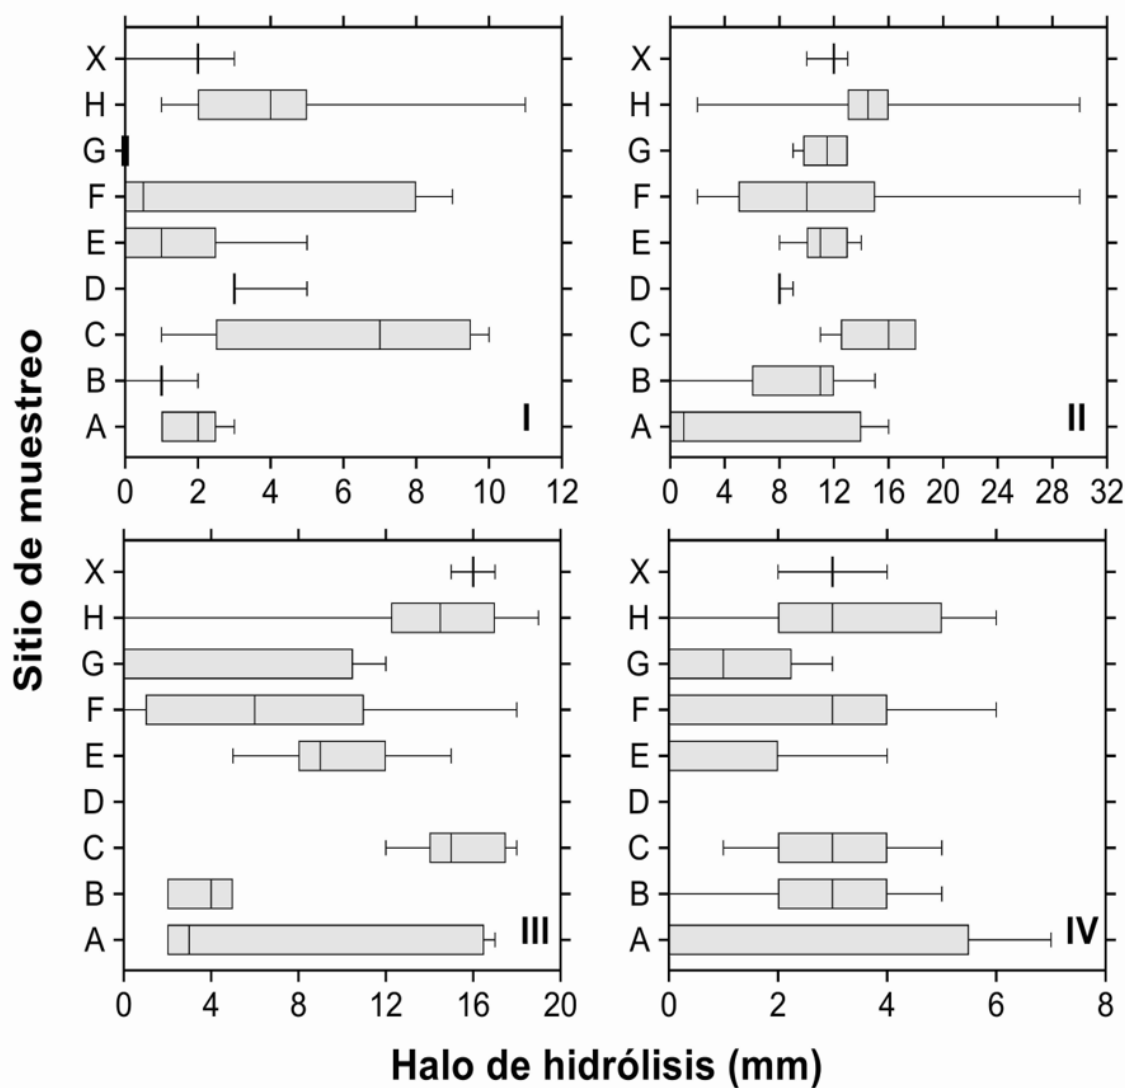 Sitio de muestreo
X
H
G
F
E
D
C
B
A
I
0 2 4 6 8 10 12
X
H
G
F
E
D
C
B
A
II
0 4 8 12 16 20 24 28 32
X
H
G
F
E
D
C
B
A
III
0 4 8 12 16 20
X
H
G
F
E
D
C
B
A
IV
0 2 4 6 8
Halo de hidrólisis (mm)